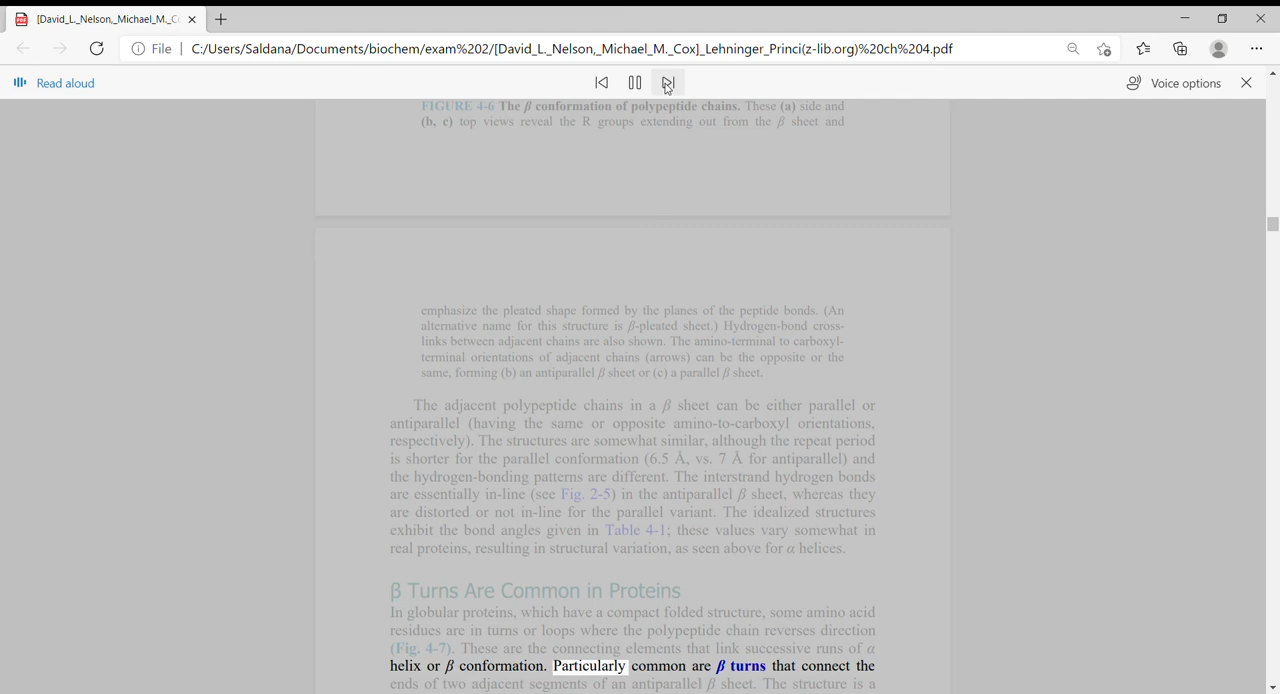 [David_L._Nelson,_Michael_M._C
File | C:/Users/Saldana/Documents/biochem/exam%202/[David_L._Nelson,_Michael_M._Cox]_Lehninger_Princi(z-lib.org)%20ch%204.pdf
Read aloud
Voice options
FIGURE 4-6 The β conformation of polypeptide chains. These (a) side and
(b, c) top views reveal the R groups extending out from the β sheet and
emphasize the pleated shape formed by the planes of the peptide bonds. (An
alternative name for this structure is β-pleated sheet.) Hydrogen-bond cross-
links between adjacent chains are also shown. The amino-terminal to carboxyl-
terminal orientations of adjacent chains (arrows) can be the opposite or the
same, forming (b) an antiparallel β sheet or (c) a parallel β sheet.
The adjacent polypeptide chains in a β sheet can be either parallel or
antiparallel (having the same or opposite amino-to-carboxyl orientations,
respectively). The structures are somewhat similar, although the repeat period
is shorter for the parallel conformation (6.5 Å, vs. 7 Å for antiparallel) and
the hydrogen-bonding patterns are different. The interstrand hydrogen bonds
are essentially in-line (see Fig. 2-5) in the antiparallel β sheet, whereas they
are distorted or not in-line for the parallel variant. The idealized structures
exhibit the bond angles given in Table 4-1; these values vary somewhat in
real proteins, resulting in structural variation, as seen above for α helices.
β Turns Are Common in Proteins
In globular proteins, which have a compact folded structure, some amino acid
residues are in turns or loops where the polypeptide chain reverses direction
(Fig. 4-7). These are the connecting elements that link successive runs of α
helix or β conformation. Particularly common are β turns that connect the
ends of two adjacent segments of an antiparallel β sheet. The structure is a